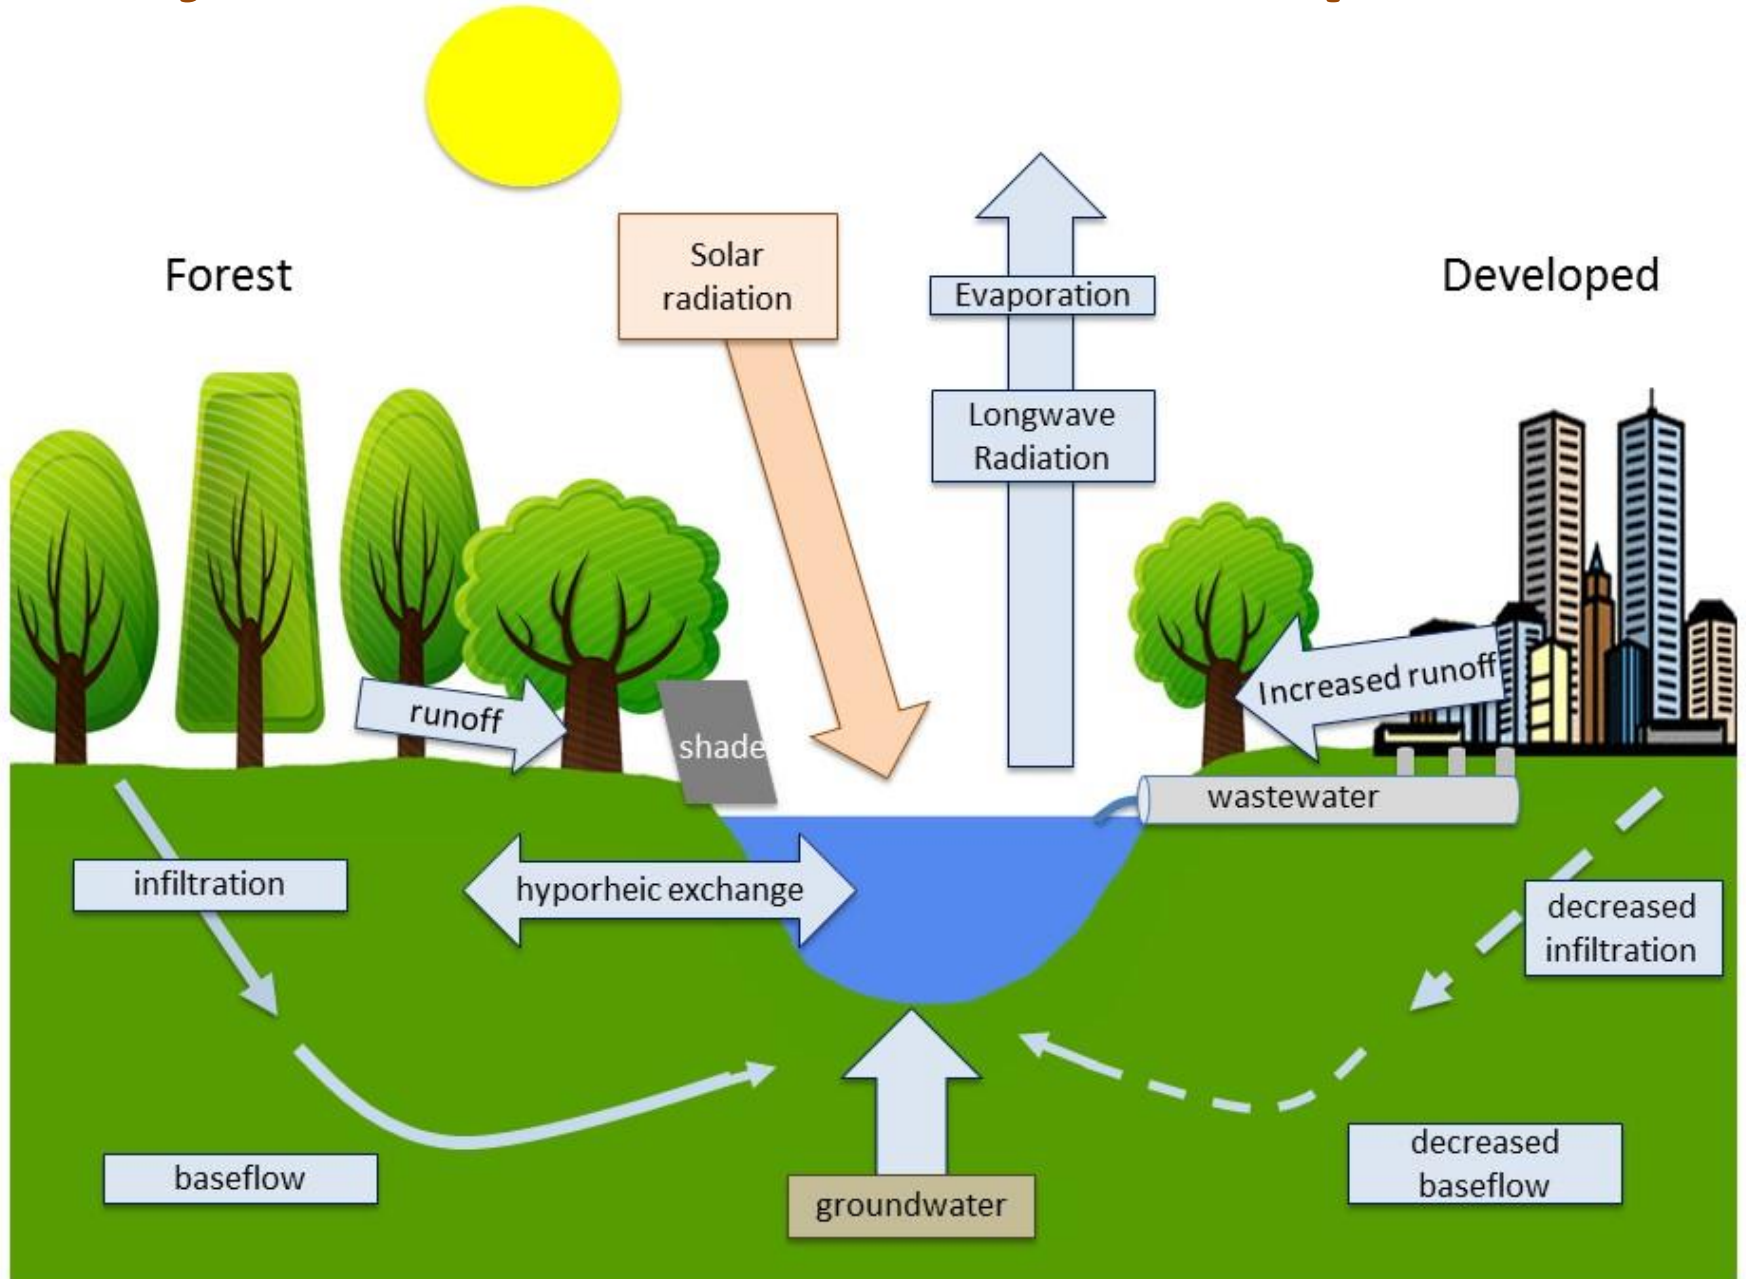 Forest
Solar
radiation
Evaporation
Developed
Longwave
Radiation
runoff
shade
Increased runoff
wastewater
infiltration
hyporheic exchange
decreased
infiltration
baseflow
groundwater
decreased
baseflow